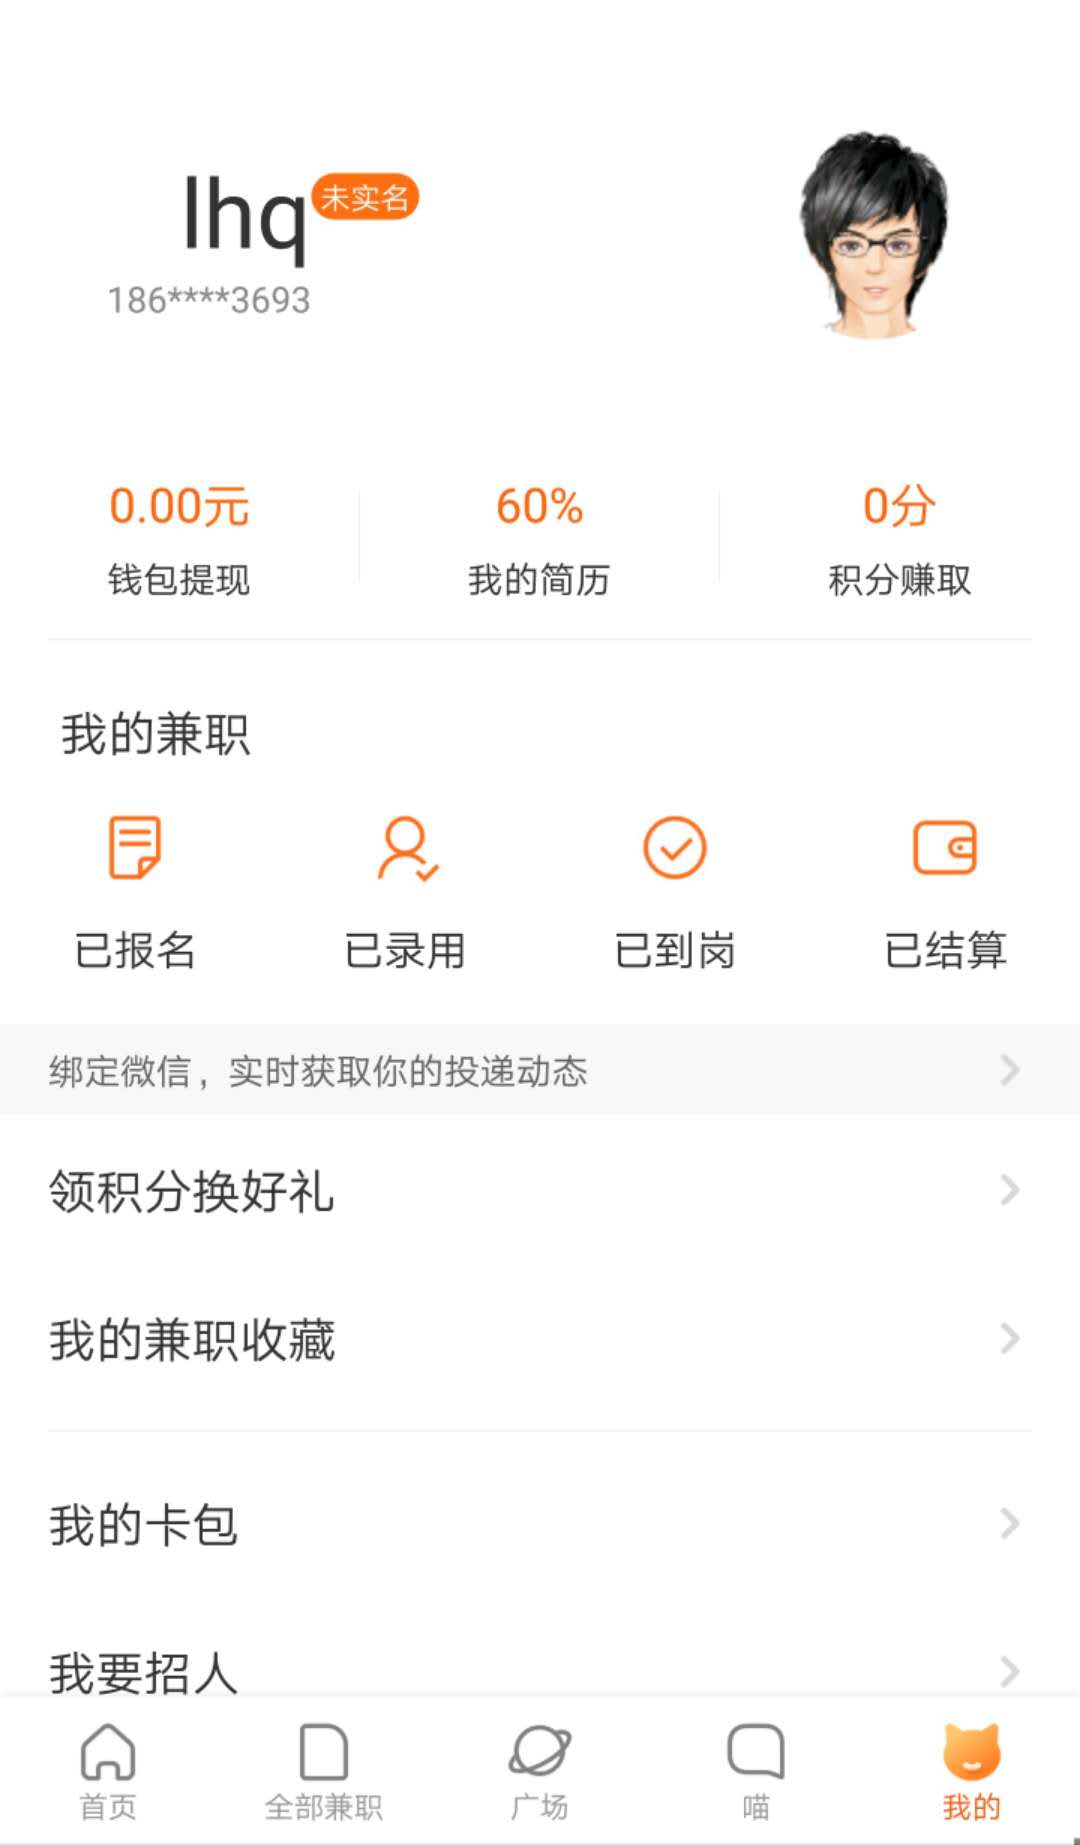 lhq 未实名
186****3693
0.00元 60% 0分
钱包提现 我的简历 积分赚取
我的兼职
已报名 已录用 已到岗 已结算
绑定微信，实时获取你的投递动态
领积分换好礼
我的兼职收藏
我的卡包
我要招人
首页 全部兼职 广场 喵 我的